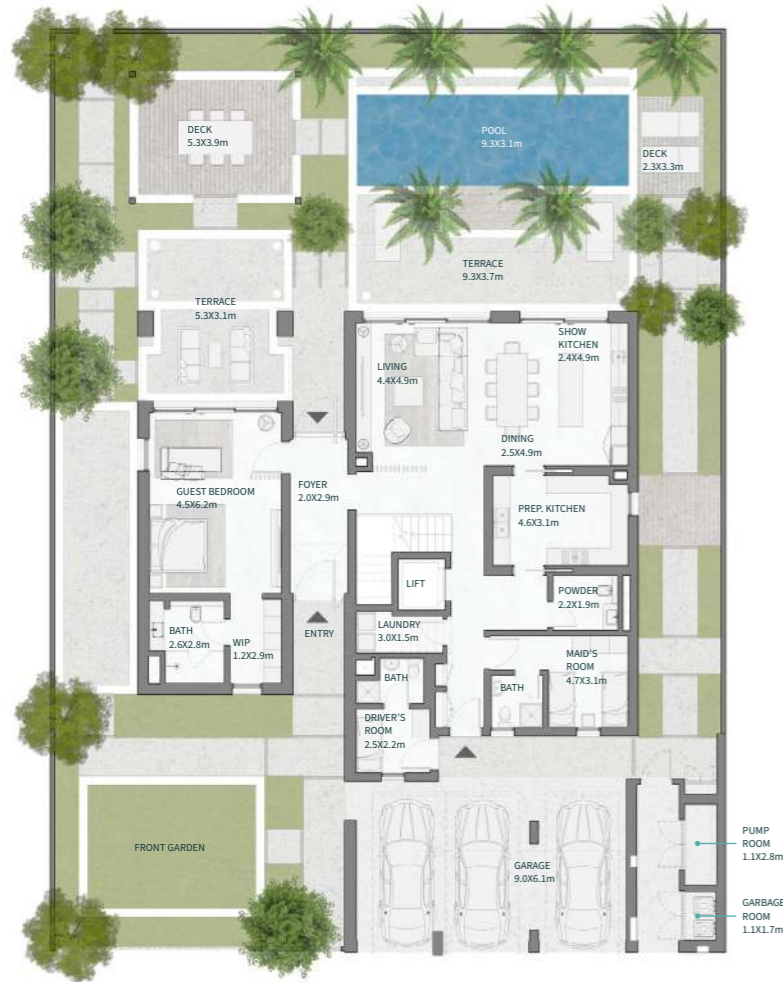 DECK
5.3X3.9m
POOL
9.3X3.1m
DECK
2.3X3.3m
TERRACE
9.3X3.7m
TERRACE
5.3X3.1m
SHOW
KITCHEN
2.4X4.9m
LIVING
4.4X4.9m
DINING
2.5X4.9m
GUEST BEDROOM
4.5X6.2m
FOYER
2.0X2.9m
PREP. KITCHEN
4.6X3.1m
LIFT
POWDER
2.2X1.9m
ENTRY
LAUNDRY
3.0X1.5m
BATH
2.6X2.8m
WIP
1.2X2.9m
MAID'S
ROOM
4.7X3.1m
BATH
BATH
DRIVER'S
ROOM
2.5X2.2m
FRONT GARDEN
GARAGE
9.0X6.1m
PUMP
ROOM
1.1X2.8m
GARBAGE
ROOM
1.1X1.7m